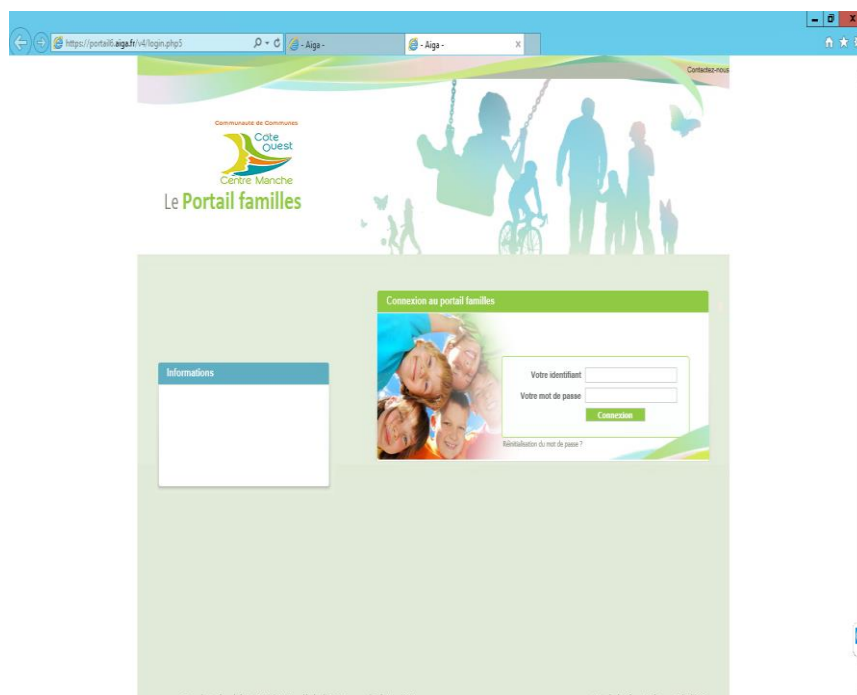 https://portail6.aiga.fr/v4/login.php5
- Aiga -
- Aiga -
Contactez-nous
Communauté de Communes
Côte
Ouest
Centre Manche
Le Portail familles
Connexion au portail familles
Informations
Votre identifiant
Votre mot de passe
Connexion
Réinitialisation du mot de passe ?